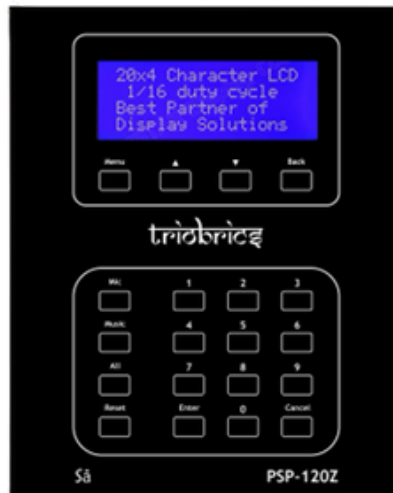 20x4 Character LCD
1/16 duty cycle
Best Partner of
Display Solutions
Menu ▲ ▼ Back
triobrics
Mic 1 2 3
Music 4 5 6
All 7 8 9
Reset Enter 0 Cancel
Så PSP-120Z